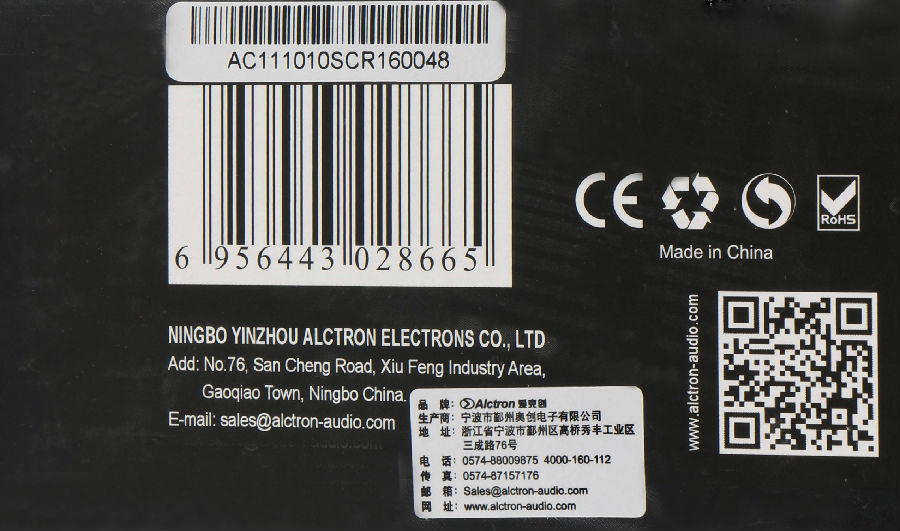 AC111010SCR160048
6 956443 028665
CE
RoHS
Made in China
www.alctron-audio.com
NINGBO YINZHOU ALCTRON ELECTRONS CO., LTD
Add: No.76, San Cheng Road, Xiu Feng Industry Area,
Gaoqiao Town, Ningbo China.
E-mail: sales@alctron-audio.com
品 牌: Alctron 爱克创
生产商: 宁波市鄞州奥创电子有限公司
地 址: 浙江省宁波市鄞州区高桥秀丰工业区
三成路76号
电 话: 0574-88009875 4000-160-112
传 真: 0574-87157176
邮 箱: Sales@alctron-audio.com
网 址: www.alctron-audio.com